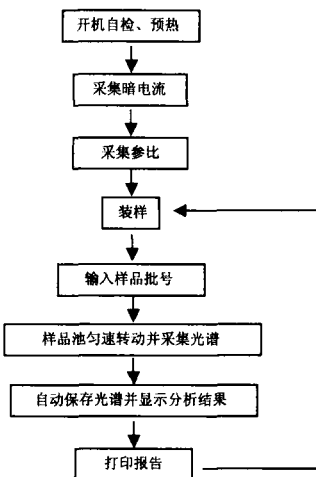 开机自检、预热
采集暗电流
采集参比
装样
输入样品批号
样品池匀速转动并采集光谱
自动保存光谱并显示分析结果
打印报告